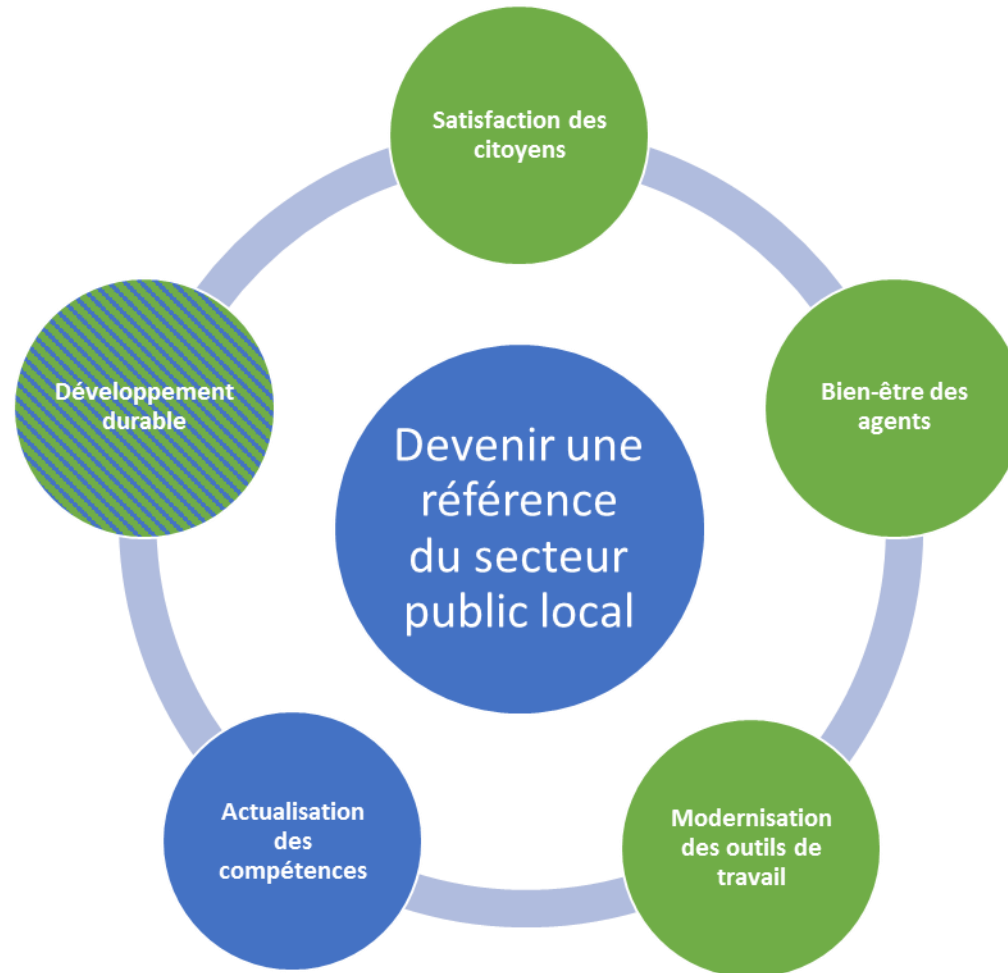 Satisfaction des
citoyens
Bien-être des
agents
Modernisation
des outils de
travail
Actualisation
des
compétences
Développement
durable
Devenir une
référence
du secteur
public local